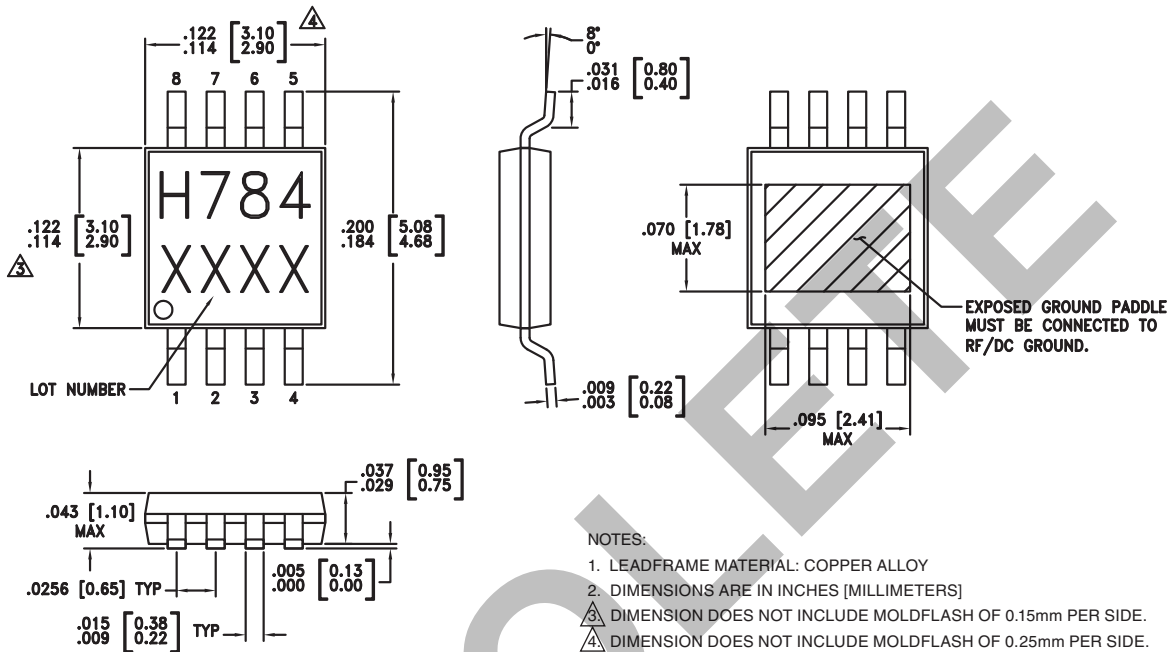 .122 [3.10]
.114 [2.90]
4
8 7 6 5
H784
XXXX
.122 [3.10]
.114 [2.90]
3
.200 [5.08]
.184 [4.68]
LOT NUMBER
1 2 3 4
8°
0°
.031 [0.80]
.016 [0.40]
.009 [0.22]
.003 [0.08]
.070 [1.78]
MAX
EXPOSED GROUND PADDLE
MUST BE CONNECTED TO
RF/DC GROUND.
.095 [2.41]
MAX
.037 [0.95]
.029 [0.75]
.043 [1.10]
MAX
.0256 [0.65] TYP
.005 [0.13]
.000 [0.00]
.015 [0.38]
.009 [0.22] TYP
NOTES:
1. LEADFRAME MATERIAL: COPPER ALLOY
2. DIMENSIONS ARE IN INCHES [MILLIMETERS]
3. DIMENSION DOES NOT INCLUDE MOLDFLASH OF 0.15mm PER SIDE.
4. DIMENSION DOES NOT INCLUDE MOLDFLASH OF 0.25mm PER SIDE.
OLETE